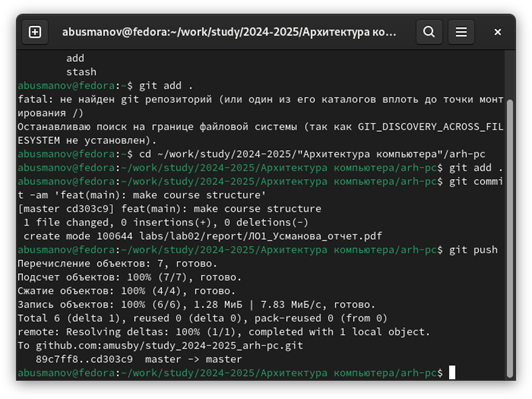 abusmanov@fedora:~/work/study/2024-2025/Архитектура ко...
add
stash
abusmanov@fedora:~$ git add .
fatal: не найден git репозиторий (или один из его каталогов вплоть до точки монт
ирования /)
Останавливаю поиск на границе файловой системы (так как GIT_DISCOVERY_ACROSS_FIL
ESYSTEM не установлен).
abusmanov@fedora:~$ cd ~/work/study/2024-2025/"Архитектура компьютера"/arh-pc
abusmanov@fedora:~/work/study/2024-2025/Архитектура компьютера/arh-pc$ git add .
abusmanov@fedora:~/work/study/2024-2025/Архитектура компьютера/arh-pc$ git commi
t -am 'feat(main): make course structure'
[master cd303c9] feat(main): make course structure
1 file changed, 0 insertions(+), 0 deletions(-)
create mode 100644 labs/lab02/report/Л01_Усманова_отчет.pdf
abusmanov@fedora:~/work/study/2024-2025/Архитектура компьютера/arh-pc$ git push
Перечисление объектов: 7, готово.
Подсчет объектов: 100% (7/7), готово.
Сжатие объектов: 100% (4/4), готово.
Запись объектов: 100% (6/6), 1.28 МиБ | 7.83 МиБ/с, готово.
Total 6 (delta 1), reused 0 (delta 0), pack-reused 0 (from 0)
remote: Resolving deltas: 100% (1/1), completed with 1 local object.
To github.com:amusby/study_2024-2025_arh-pc.git
89c7ff8..cd303c9  master -> master
abusmanov@fedora:~/work/study/2024-2025/Архитектура компьютера/arh-pc$